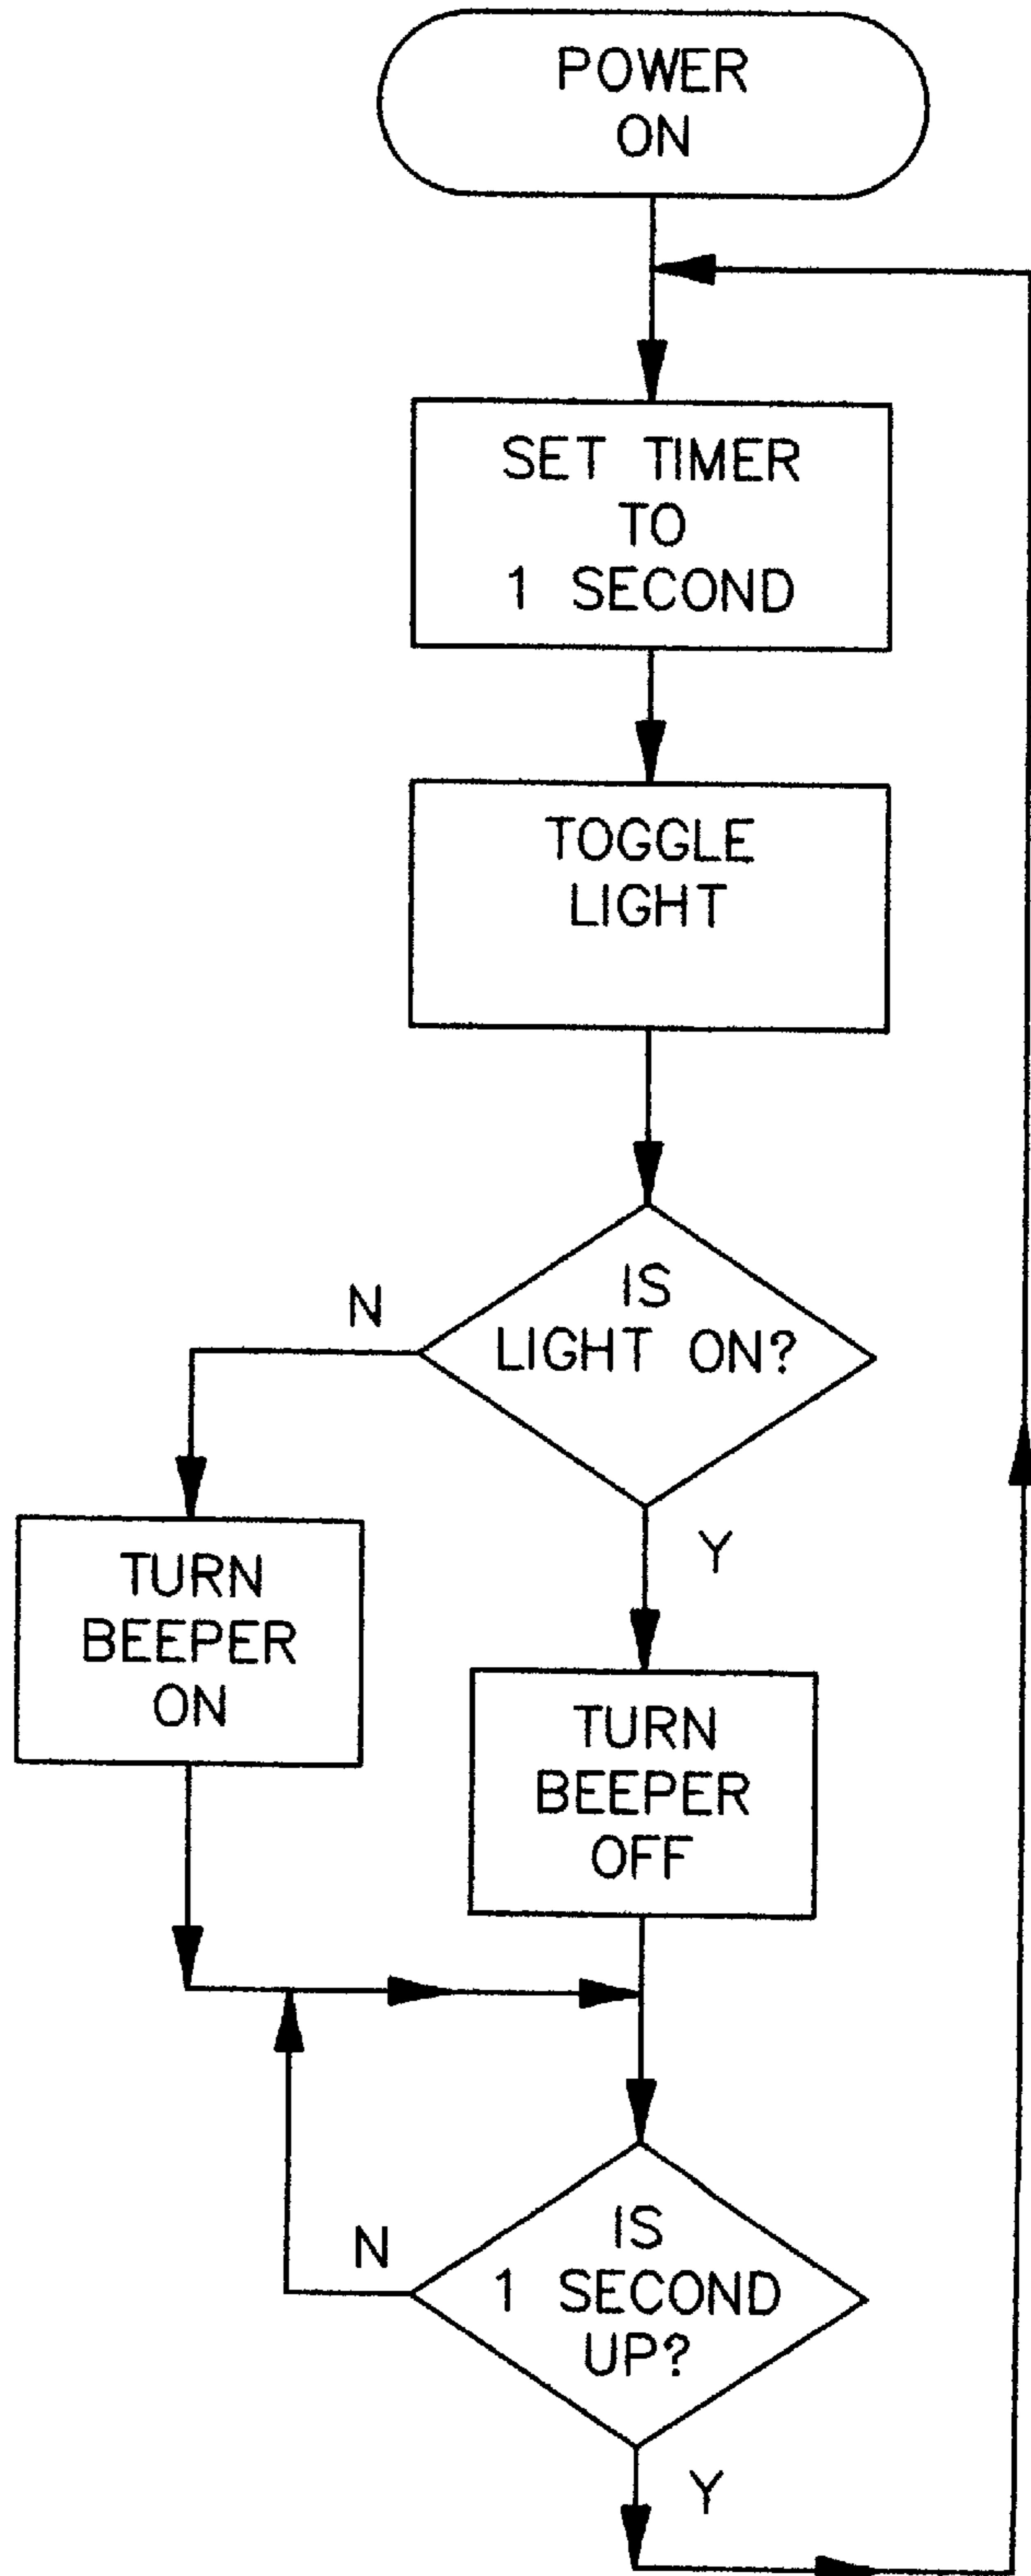 POWER
ON
SET TIMER
TO
1 SECOND
TOGGLE
LIGHT
IS
LIGHT ON?
N
Y
TURN
BEEPER
ON
TURN
BEEPER
OFF
IS
1 SECOND
UP?
N
Y